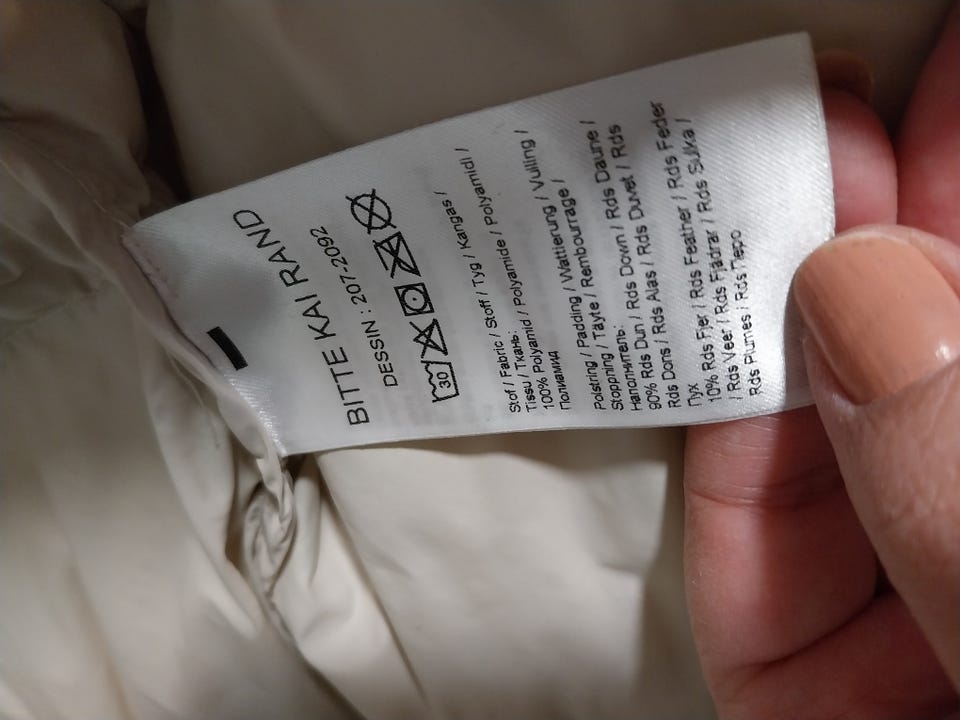 BITTE KAI RAND
DESSIN : 207-2092
30
Stof / Fabric / Stoff / Tyg / Kangas /
Tissu / Ткань:
100% Polyamid / Polyamide / Polyamidi /
Полиамид
Polstring / Padding / Wattierung / Vulling /
Stoppning / Täyte / Rembourrage /
Наполнитель:
90% Rds Dun / Rds Down / Rds Daune /
Rds Dons / Rds Alas / Rds Duvet / Rds
Пух
10% Rds Fjer / Rds Feather / Rds Feder
/ Rds Veer / Rds Fjädrar / Rds Sulka /
Rds Plumes / Rds Перо